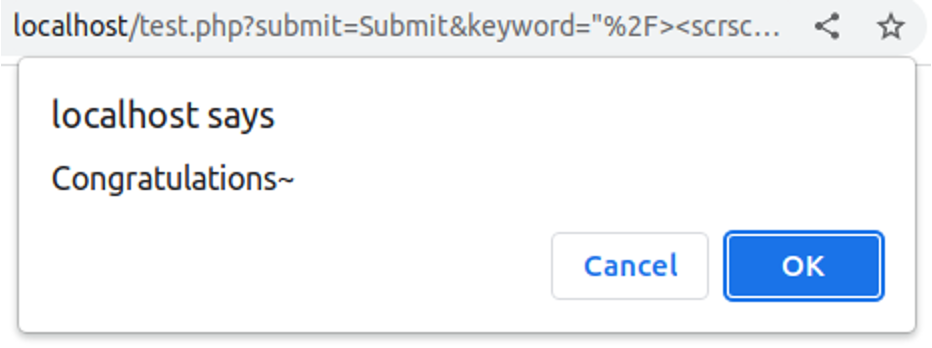 localhost/test.php?submit=Submit&keyword="%2F><scrsc...
localhost says
Congratulations~
Cancel
OK